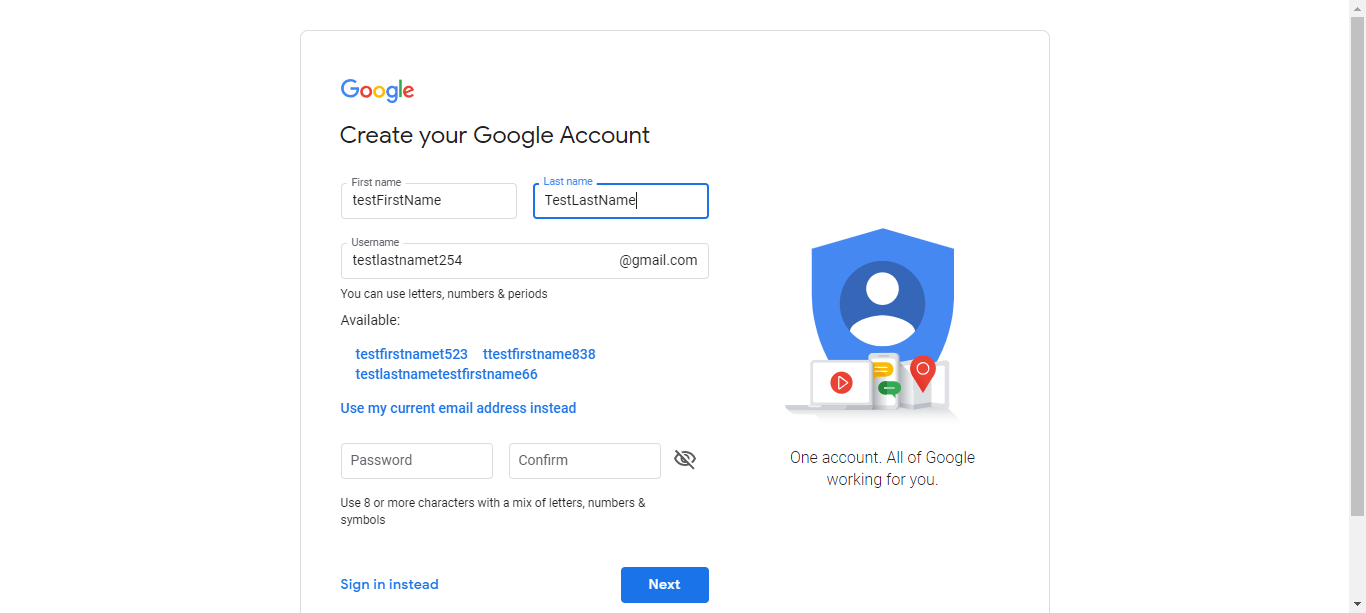 Google
Create your Google Account
First name
Last name
testFirstName
TestLastName
Username
testlastnamet254
@gmail.com
You can use letters, numbers & periods
Available:
testfirstnamet523 ttestfirstname838
testlastnametestfirstname66
Use my current email address instead
Password
Confirm
Use 8 or more characters with a mix of letters, numbers &
symbols
Sign in instead
Next
One account. All of Google
working for you.